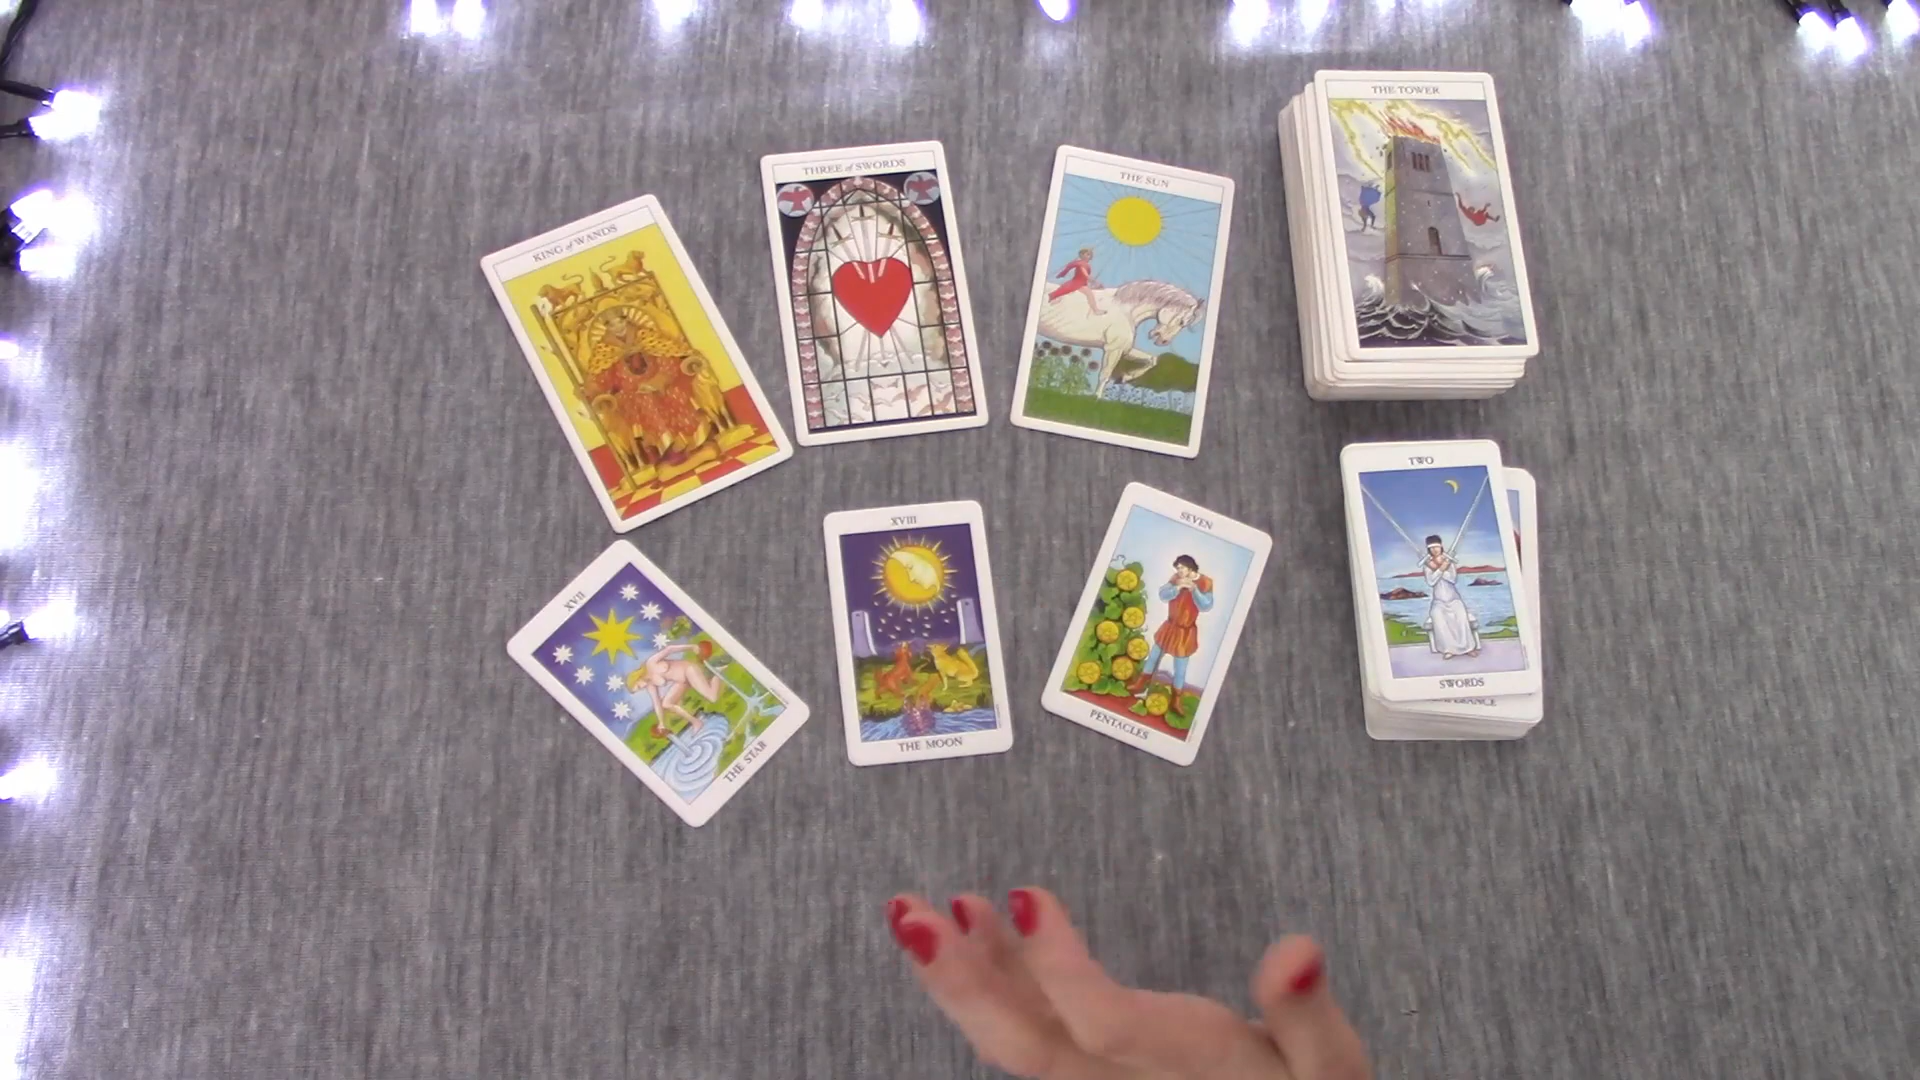 KING of WANDS
THREE of SWORDS
THE SUN
THE TOWER
XVII
THE STAR
XVIII
THE MOON
SEVEN
PENTACLES
TWO
SWORDS